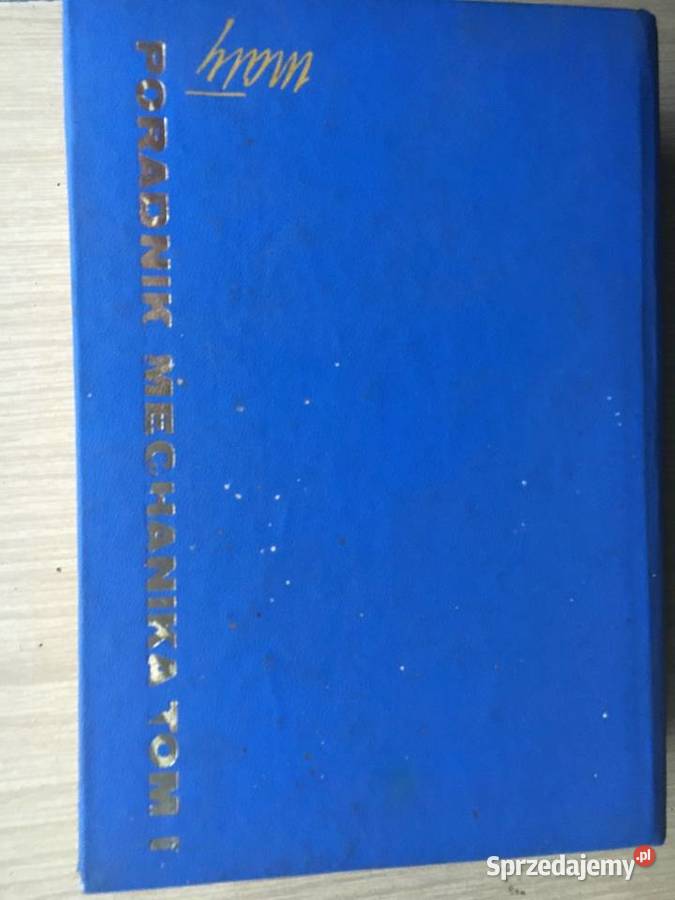 mały
PORADNIK MECHANIKA TOM I
Sprzedajemy.pl